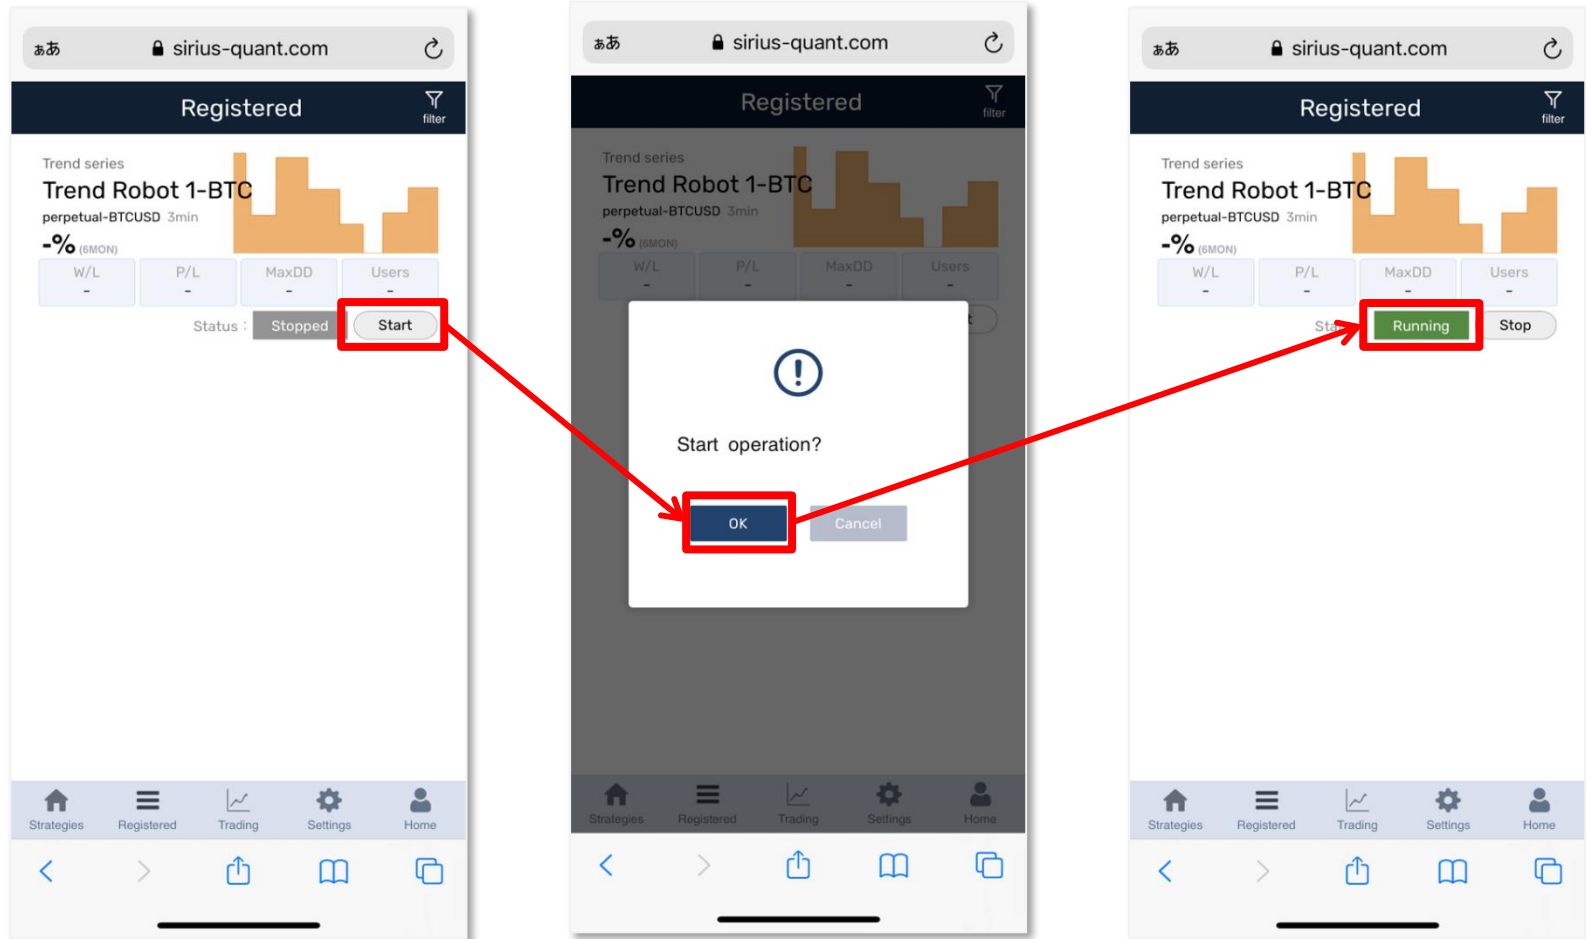 ぁあ sirius-quant.com
Registered
filter
Trend series
Trend Robot 1-BTC
perpetual-BTCUSD 3min
-% (6MON)
W/L P/L MaxDD Users
- - - -
Status : Stopped Start
Strategies Registered Trading Settings Home
ぁあ sirius-quant.com
Registered
filter
Trend series
Trend Robot 1-BTC
perpetual-BTCUSD 3min
-% (6MON)
W/L P/L MaxDD Users
- - - -
Start operation?
OK Cancel
Strategies Registered Trading Settings Home
ぁあ sirius-quant.com
Registered
filter
Trend series
Trend Robot 1-BTC
perpetual-BTCUSD 3min
-% (6MON)
W/L P/L MaxDD Users
- - - -
Running Stop
Strategies Registered Trading Settings Home